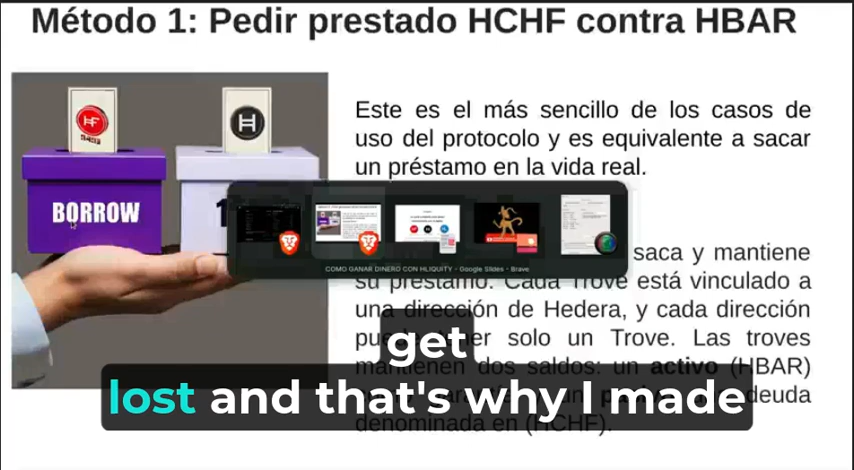 Método 1: Pedir prestado HCHF contra HBAR
Este es el más sencillo de los casos de
uso del protocolo y es equivalente a sacar
un préstamo en la vida real.
BORROW
saca y mantiene
COMO GANAR DINERO CON HLIQUITY - Google Slides - Brave
su préstamo. Cada Trove está vinculado a
una dirección de Hedera, y cada dirección
solo un Trove. Las troves
mantienen dos saldos: un activo (HBAR)
deuda
denominada en (HCHF).
get
lost and that's why I made